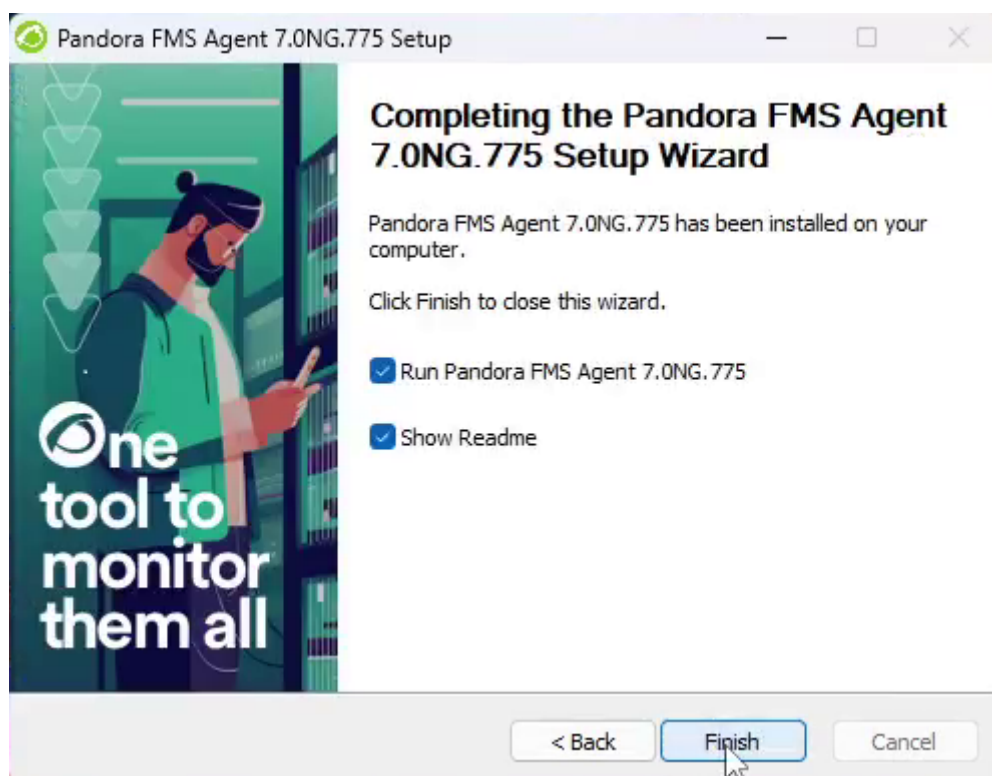 Pandora FMS Agent 7.0NG.775 Setup
Completing the Pandora FMS Agent
7.0NG.775 Setup Wizard
Pandora FMS Agent 7.0NG.775 has been installed on your
computer.
Click Finish to close this wizard.
Run Pandora FMS Agent 7.0NG.775
Show Readme
One
tool to
monitor
them all
< Back
Finish
Cancel